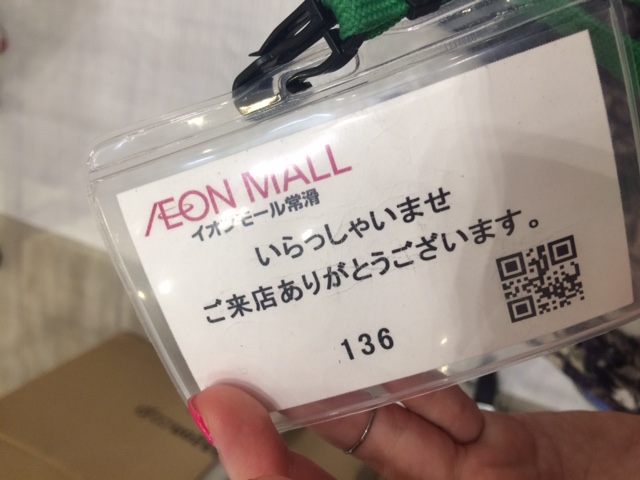 ÆON MALL
イオンモール常滑
いらっしゃいませ
ご来店ありがとうございます。
136